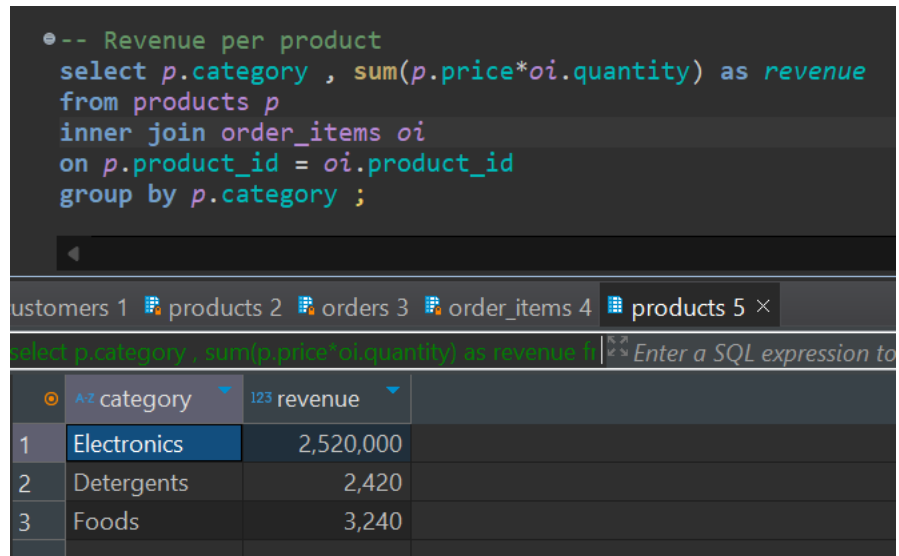 -- Revenue per product
select p.category , sum(p.price*oi.quantity) as revenue
from products p
inner join order_items oi
on p.product_id = oi.product_id
group by p.category ;
ustomers 1 products 2 orders 3 order_items 4 products 5 ×
select p.category , sum(p.price*oi.quantity) as revenue fr Enter a SQL expression to
A-Z category 123 revenue
1 Electronics 2,520,000
2 Detergents 2,420
3 Foods 3,240